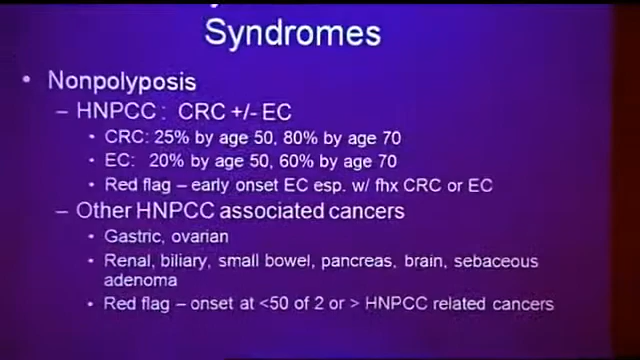 Syndromes
• Nonpolyposis
– HNPCC : CRC +/- EC
• CRC: 25% by age 50, 80% by age 70
• EC: 20% by age 50, 60% by age 70
• Red flag – early onset EC esp. w/ fhx CRC or EC
– Other HNPCC associated cancers
• Gastric, ovarian
• Renal, biliary, small bowel, pancreas, brain, sebaceous
adenoma
• Red flag – onset at <50 of 2 or > HNPCC related cancers